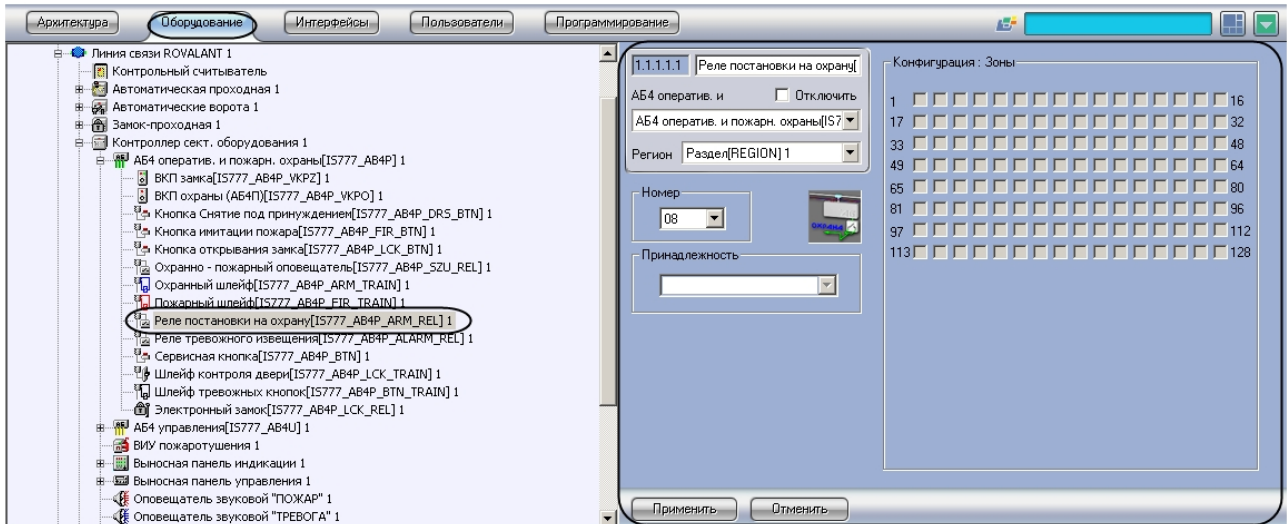 Архитектура Оборудование Интерфейсы Пользователи Программирование
Линия связи ROVALANT 1
Контрольный считыватель
Автоматическая проходная 1
Автоматические ворота 1
Замок-проходная 1
Контроллер сект. оборудования 1
АБ4 оператив. и пожарн. охраны[IS777_AB4P] 1
ВКП замка[IS777_AB4P_VKPZ] 1
ВКП охраны (АБ4П)[IS777_AB4P_VKPO] 1
Кнопка Снятие под принуждением[IS777_AB4P_DRS_BTN] 1
Кнопка имитации пожара[IS777_AB4P_FIR_BTN] 1
Кнопка открывания замка[IS777_AB4P_LCK_BTN] 1
Охранно - пожарный оповещатель[IS777_AB4P_SZU_REL] 1
Охранный шлейф[IS777_AB4P_ARM_TRAIN] 1
Пожарный шлейф[IS777_AB4P_FIR_TRAIN] 1
Реле постановки на охрану[IS777_AB4P_ARM_REL] 1
Реле тревожного извещения[IS777_AB4P_ALARM_REL] 1
Сервисная кнопка[IS777_AB4P_BTN] 1
Шлейф контроля двери[IS777_AB4P_LCK_TRAIN] 1
Шлейф тревожных кнопок[IS777_AB4P_BTN_TRAIN] 1
Электронный замок[IS777_AB4P_LCK_REL] 1
АБ4 управления[IS777_AB4U] 1
ВИУ пожаротушения 1
Выносная панель индикации 1
Выносная панель управления 1
Оповещатель звуковой "ПОЖАР" 1
Оповещатель звуковой "ТРЕВОГА" 1
1.1.1.1.1 Реле постановки на охрану[
АБ4 оператив. и Отключить
АБ4 оператив. и пожарн. охраны[IS7
Регион Раздел[REGION] 1
Номер
08
ОХРАНА
Принадлежность
Конфигурация : Зоны
1 16
17 32
33 48
49 64
65 80
81 96
97 112
113 128
Применить Отменить